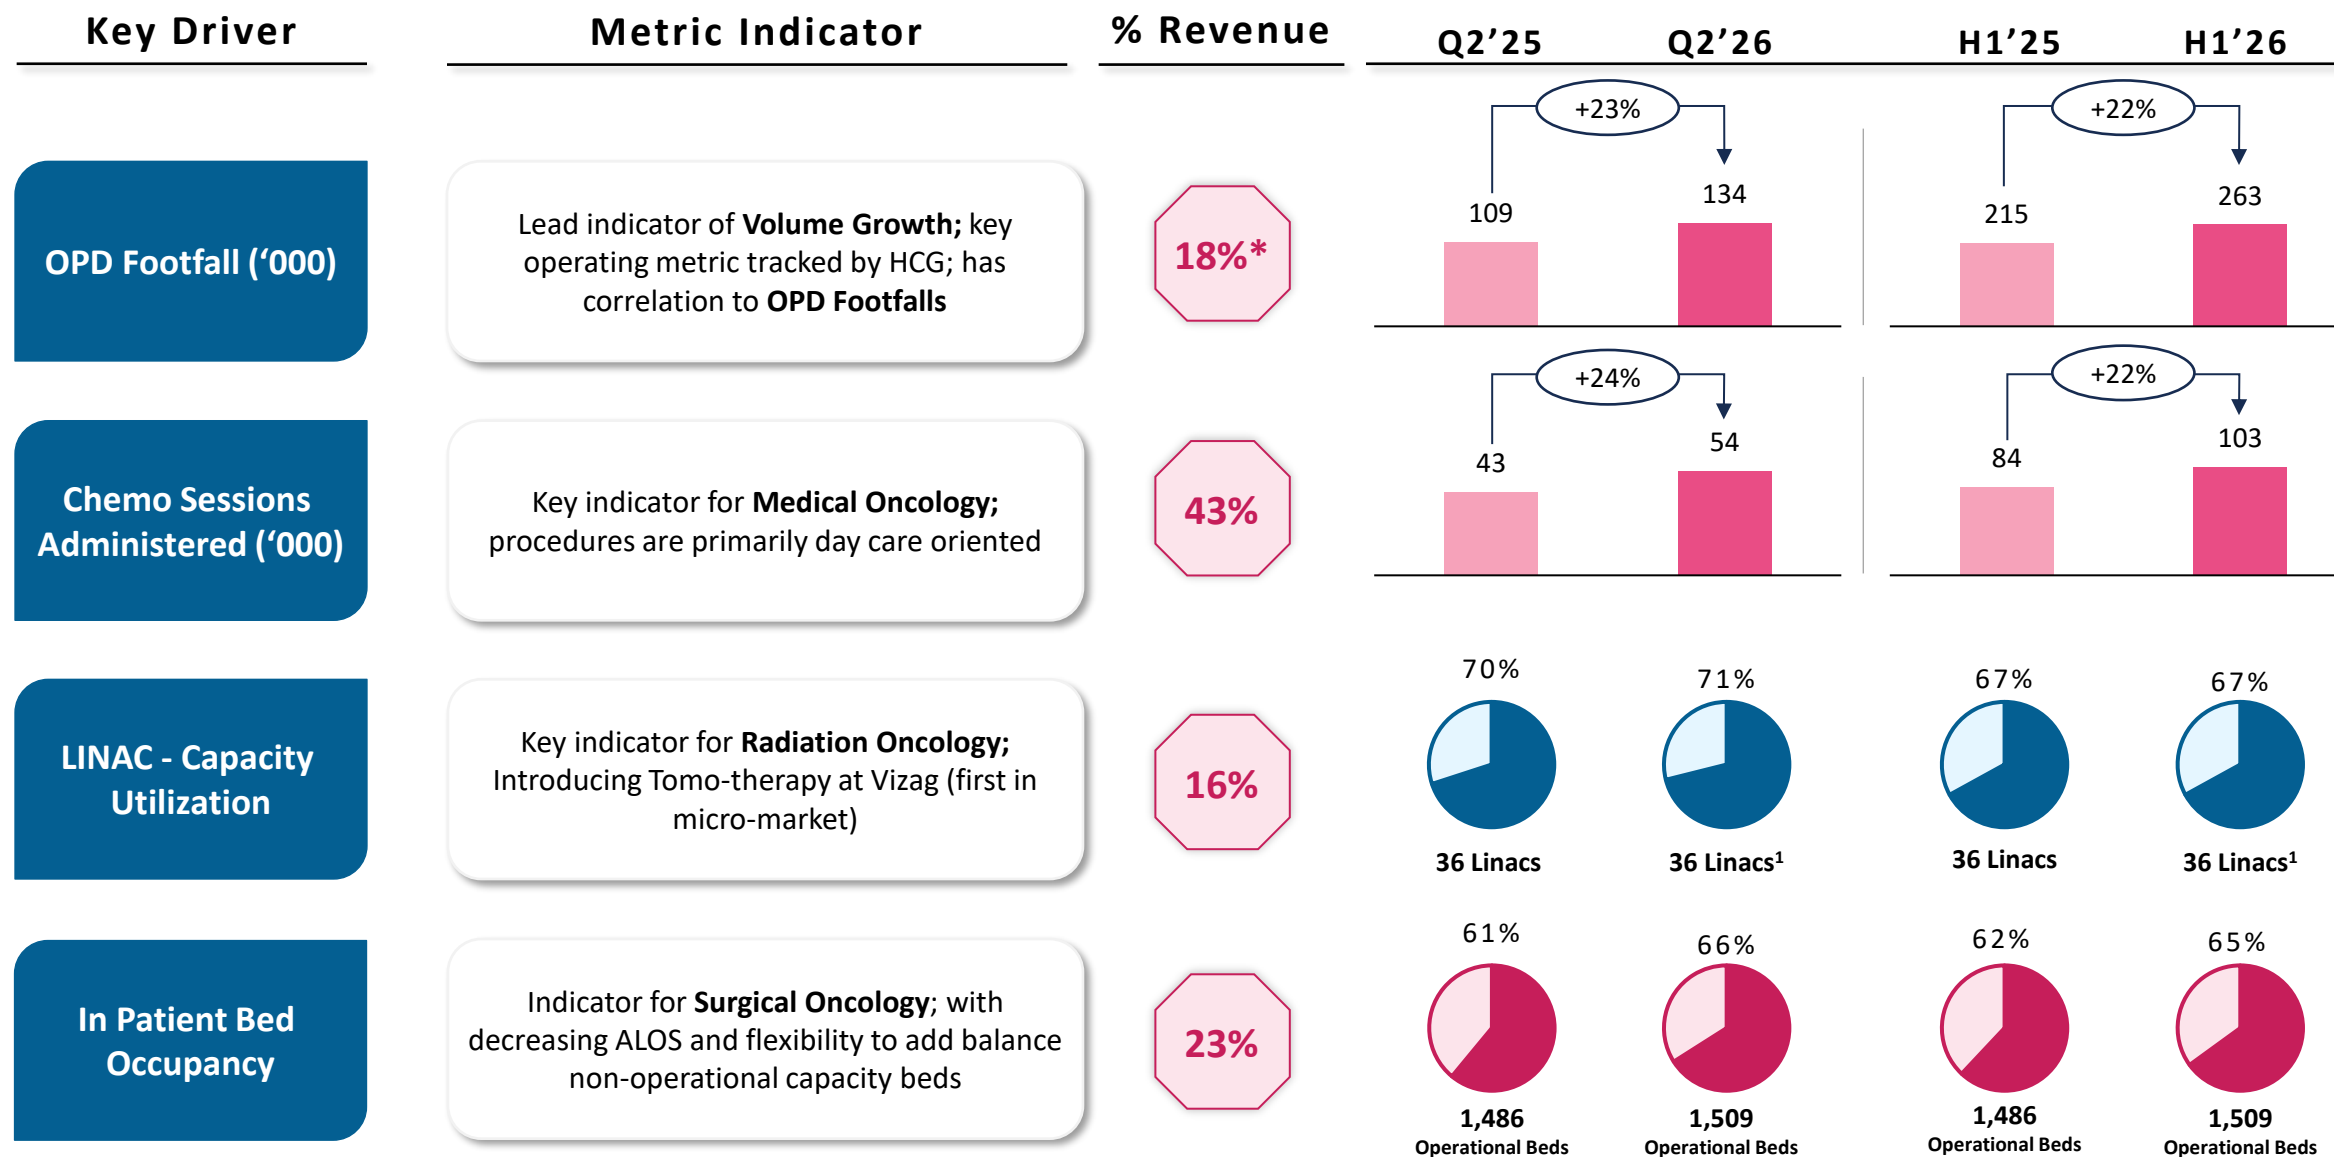 Key Driver
Metric Indicator
% Revenue
Q2’25
Q2’26
H1’25
H1’26
OPD Footfall (‘000)
Lead indicator of Volume Growth; key
operating metric tracked by HCG; has
correlation to OPD Footfalls
18%*
+23%
109
134
+22%
215
263
Chemo Sessions
Administered (‘000)
Key indicator for Medical Oncology;
procedures are primarily day care oriented
43%
+24%
43
54
+22%
84
103
LINAC - Capacity
Utilization
Key indicator for Radiation Oncology;
Introducing Tomo-therapy at Vizag (first in
micro-market)
16%
70%
71%
67%
67%
36 Linacs
36 Linacs¹
36 Linacs
36 Linacs¹
In Patient Bed
Occupancy
Indicator for Surgical Oncology; with
decreasing ALOS and flexibility to add balance
non-operational capacity beds
23%
61%
66%
62%
65%
1,486
Operational Beds
1,509
Operational Beds
1,486
Operational Beds
1,509
Operational Beds